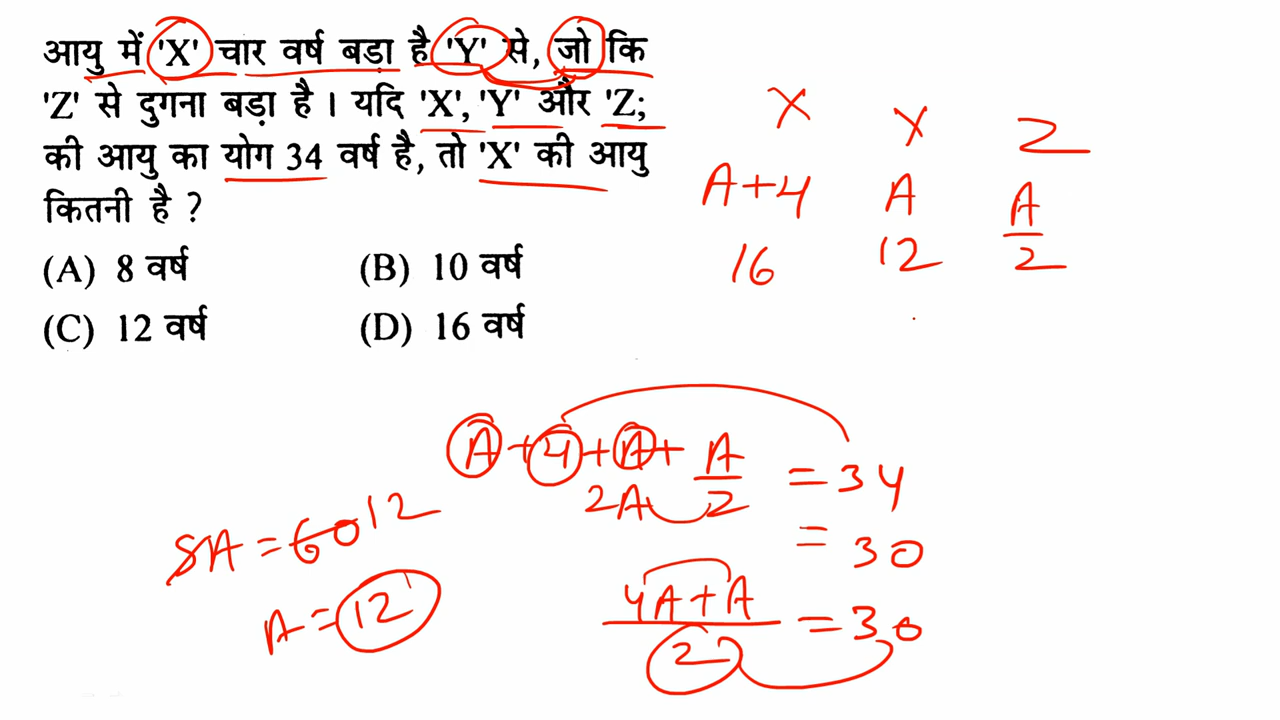 आयु में 'X' चार वर्ष बड़ा है 'Y' से, जो कि
'Z' से दुगना बड़ा है । यदि 'X', 'Y' और 'Z;
की आयु का योग 34 वर्ष है, तो 'X' की आयु
कितनी है ?
(A) 8 वर्ष (B) 10 वर्ष
(C) 12 वर्ष (D) 16 वर्ष
X Y Z
A+4 A A/2
16 12
A+4+A+A/2 = 34
2A = 30
(4A+A)/2 = 30
5A = 60 12
A = 12